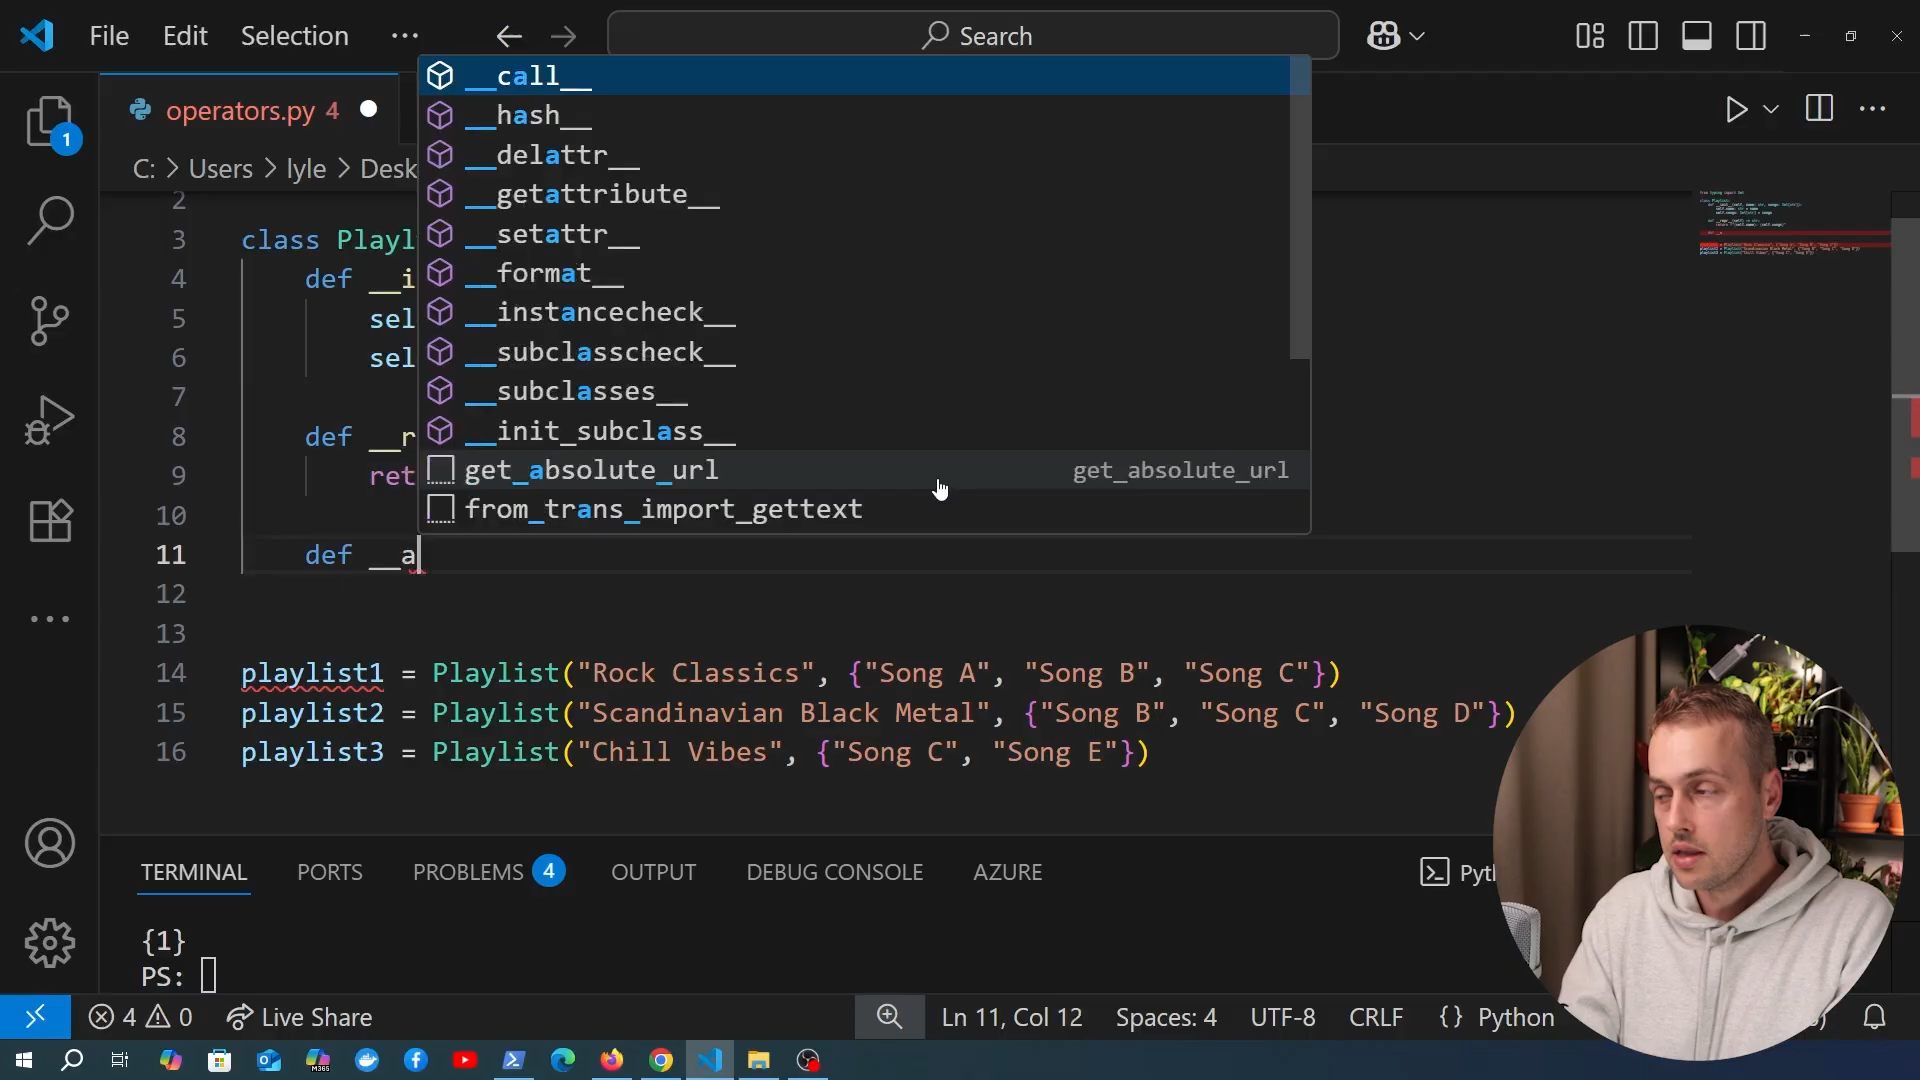 File Edit Selection ··· Search
operators.py 4
C: > Users > lyle > Desk
__call__
__hash__
__delattr__
__getattribute__
__setattr__
__format__
__instancecheck__
__subclasscheck__
__subclasses__
__init_subclass__
get_absolute_url get_absolute_url
from_trans_import_gettext
1
2
3 class Playl
4 def __i
5 sel
6 sel
7
8 def __r
9 ret
10
11 def __a
12
13
14 playlist1 = Playlist("Rock Classics", {"Song A", "Song B", "Song C"})
15 playlist2 = Playlist("Scandinavian Black Metal", {"Song B", "Song C", "Song D"})
16 playlist3 = Playlist("Chill Vibes", {"Song C", "Song E"})
TERMINAL PORTS PROBLEMS 4 OUTPUT DEBUG CONSOLE AZURE Pyth
{1}
PS:
4 0 Live Share Ln 11, Col 12 Spaces: 4 UTF-8 CRLF {} Python